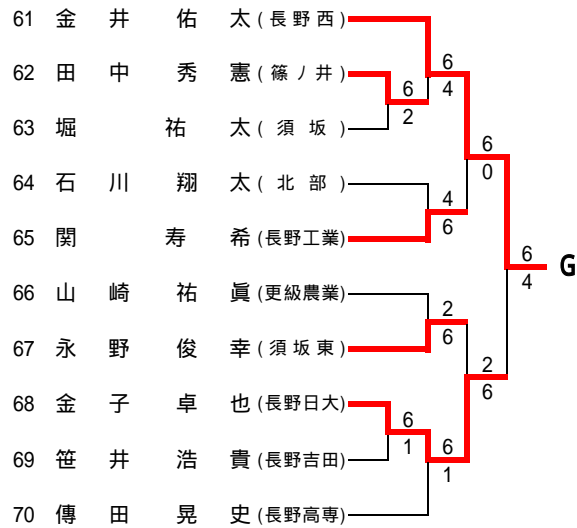 61 金井 佑太 (長野西)
62 田中 秀憲 (篠ノ井)
63 堀 祐太 (須坂)
64 石川 翔太 (北部)
65 関 寿希 (長野工業)
66 山崎 祐眞 (更級農業)
67 永野 俊幸 (須坂東)
68 金子 卓也 (長野日大)
69 笹井 浩貴 (長野吉田)
70 傳田 晃史 (長野高専)
6
2
6
4
4
6
6
0
2
6
6
1
6
1
2
6
6
4
G